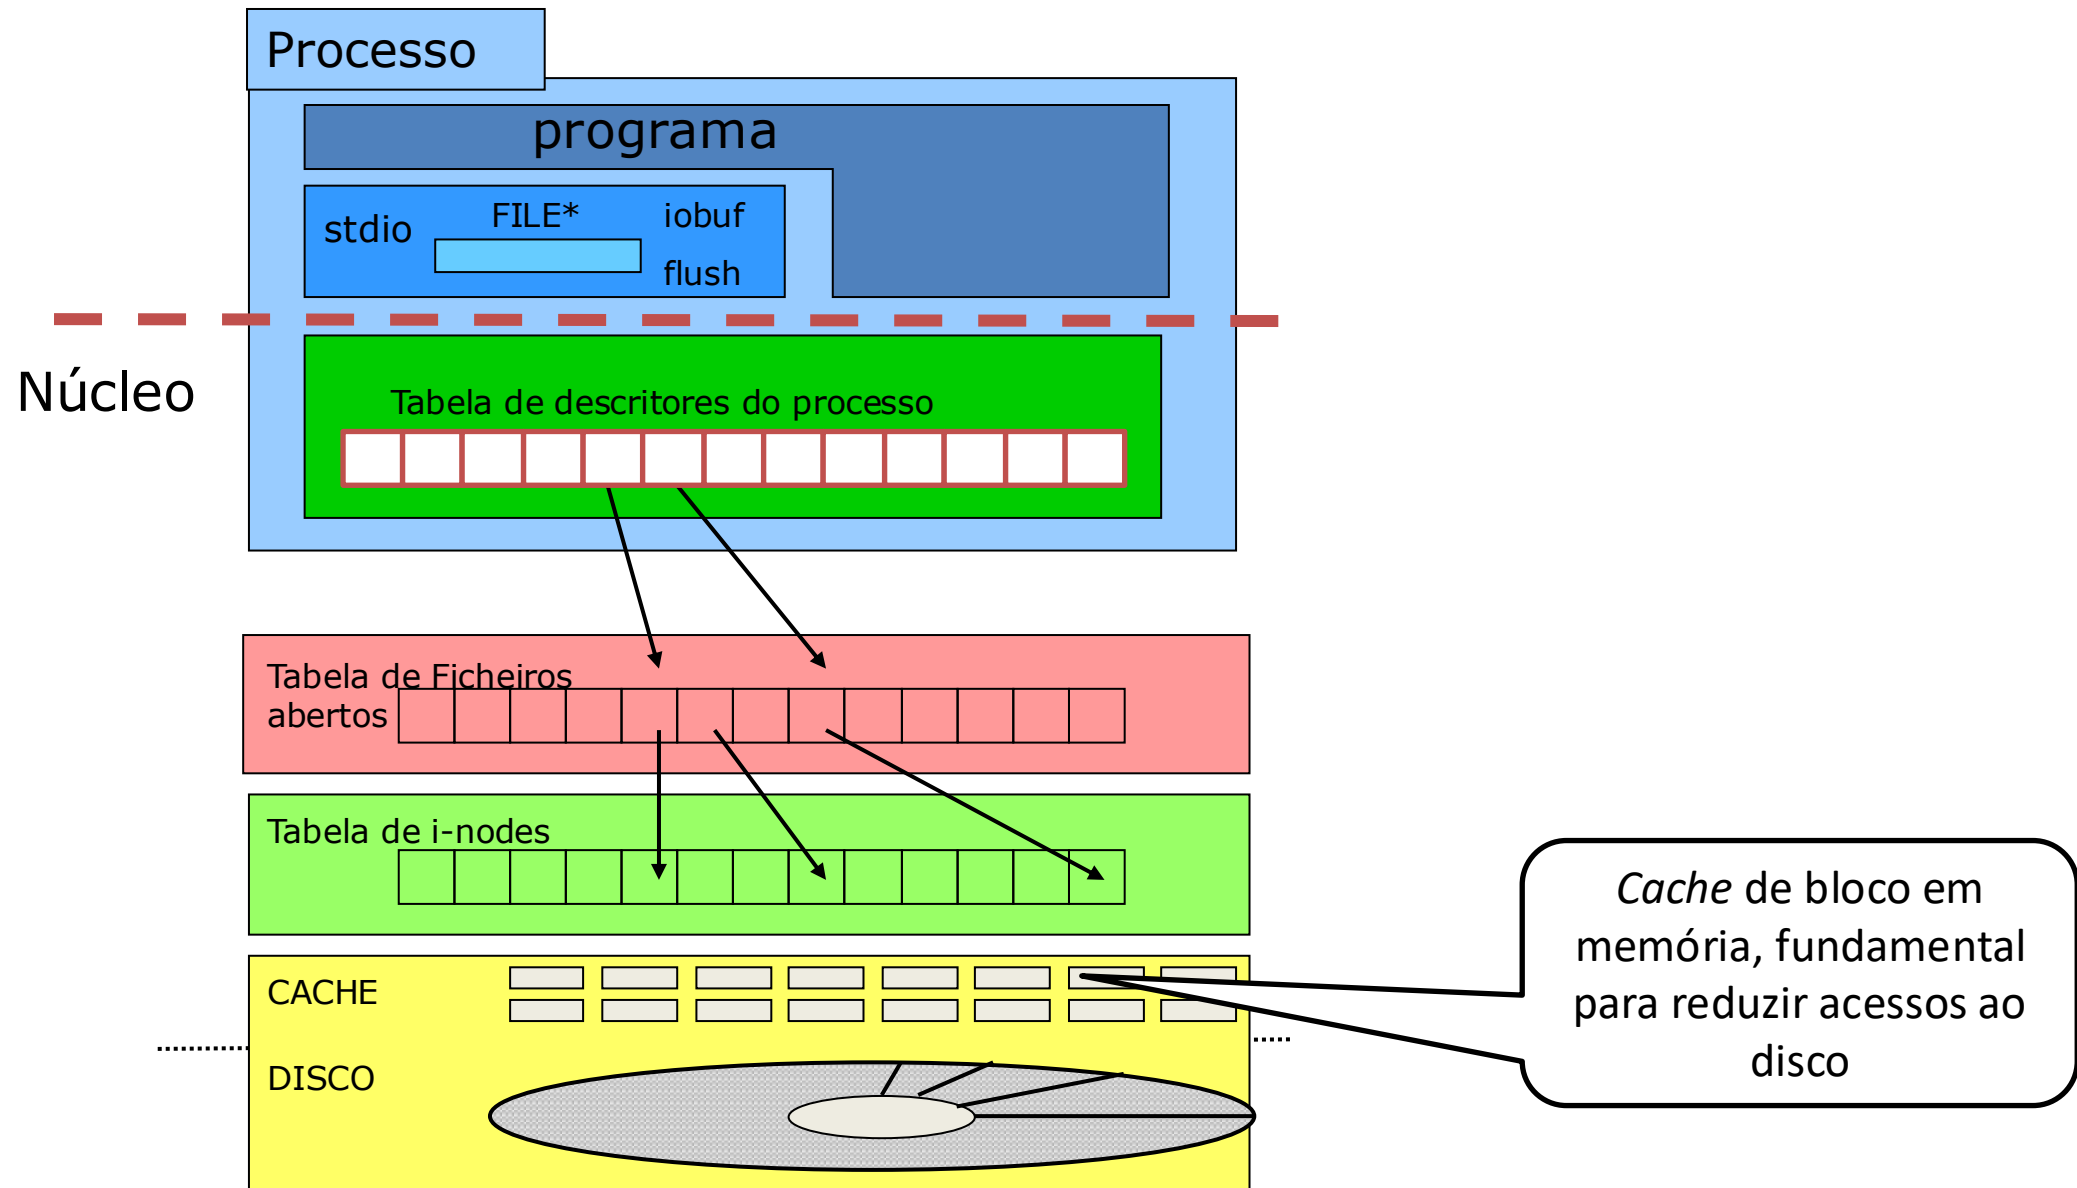 Processo
programa
stdio
FILE*
iobuf
flush
Núcleo
Tabela de descritores do processo
Tabela de Ficheiros
abertos
Tabela de i-nodes
CACHE
DISCO
Cache de bloco em
memória, fundamental
para reduzir acessos ao
disco